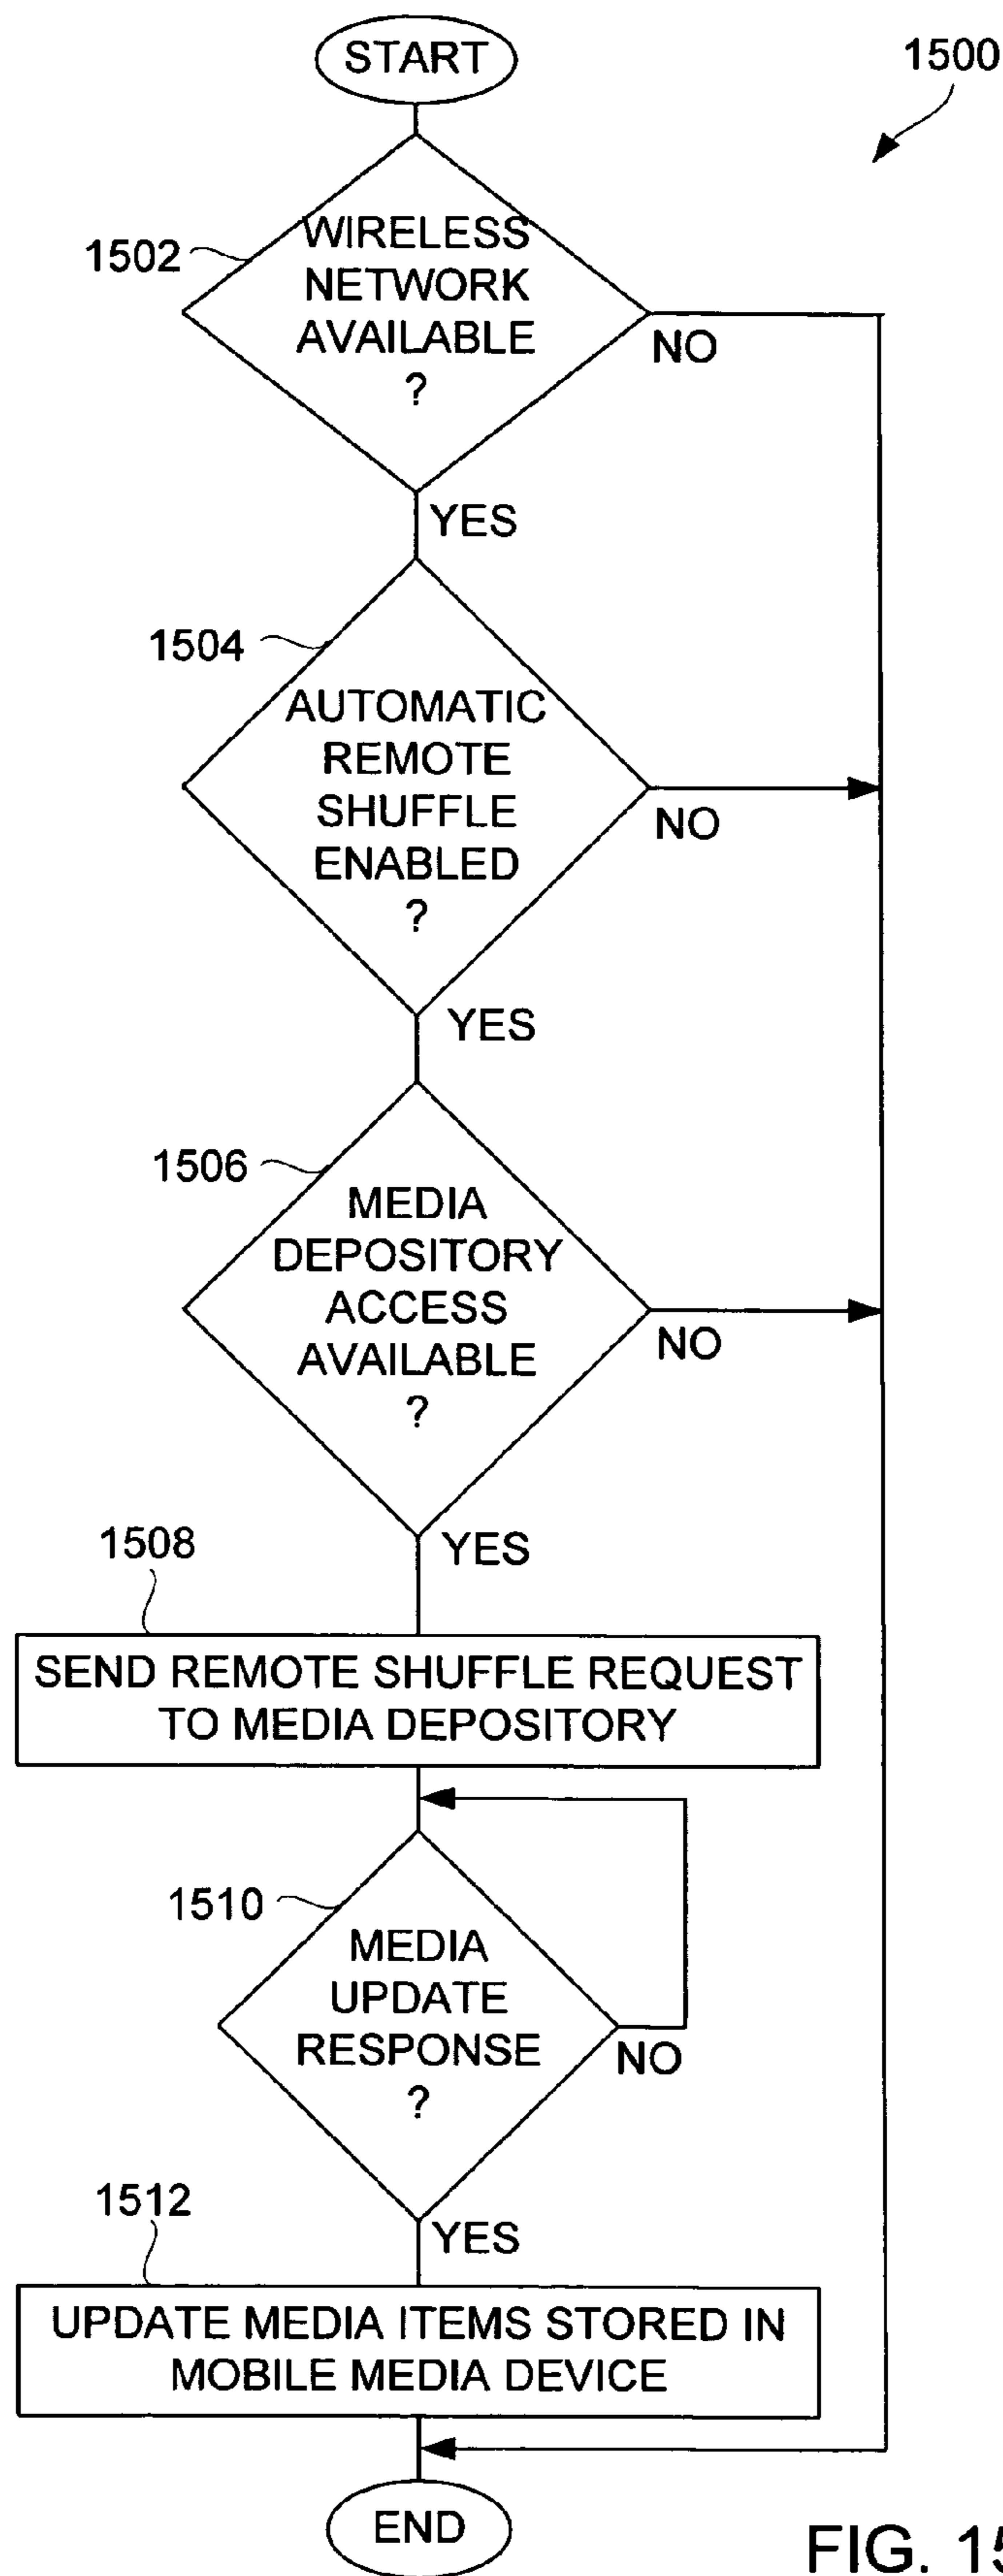 START
1500
1502
WIRELESS
NETWORK
AVAILABLE
?
NO
YES
1504
AUTOMATIC
REMOTE
SHUFFLE
ENABLED
?
NO
YES
1506
MEDIA
DEPOSITORY
ACCESS
AVAILABLE
?
NO
YES
1508
SEND REMOTE SHUFFLE REQUEST
TO MEDIA DEPOSITORY
1510
MEDIA
UPDATE
RESPONSE
?
NO
YES
1512
UPDATE MEDIA ITEMS STORED IN
MOBILE MEDIA DEVICE
END
FIG. 15